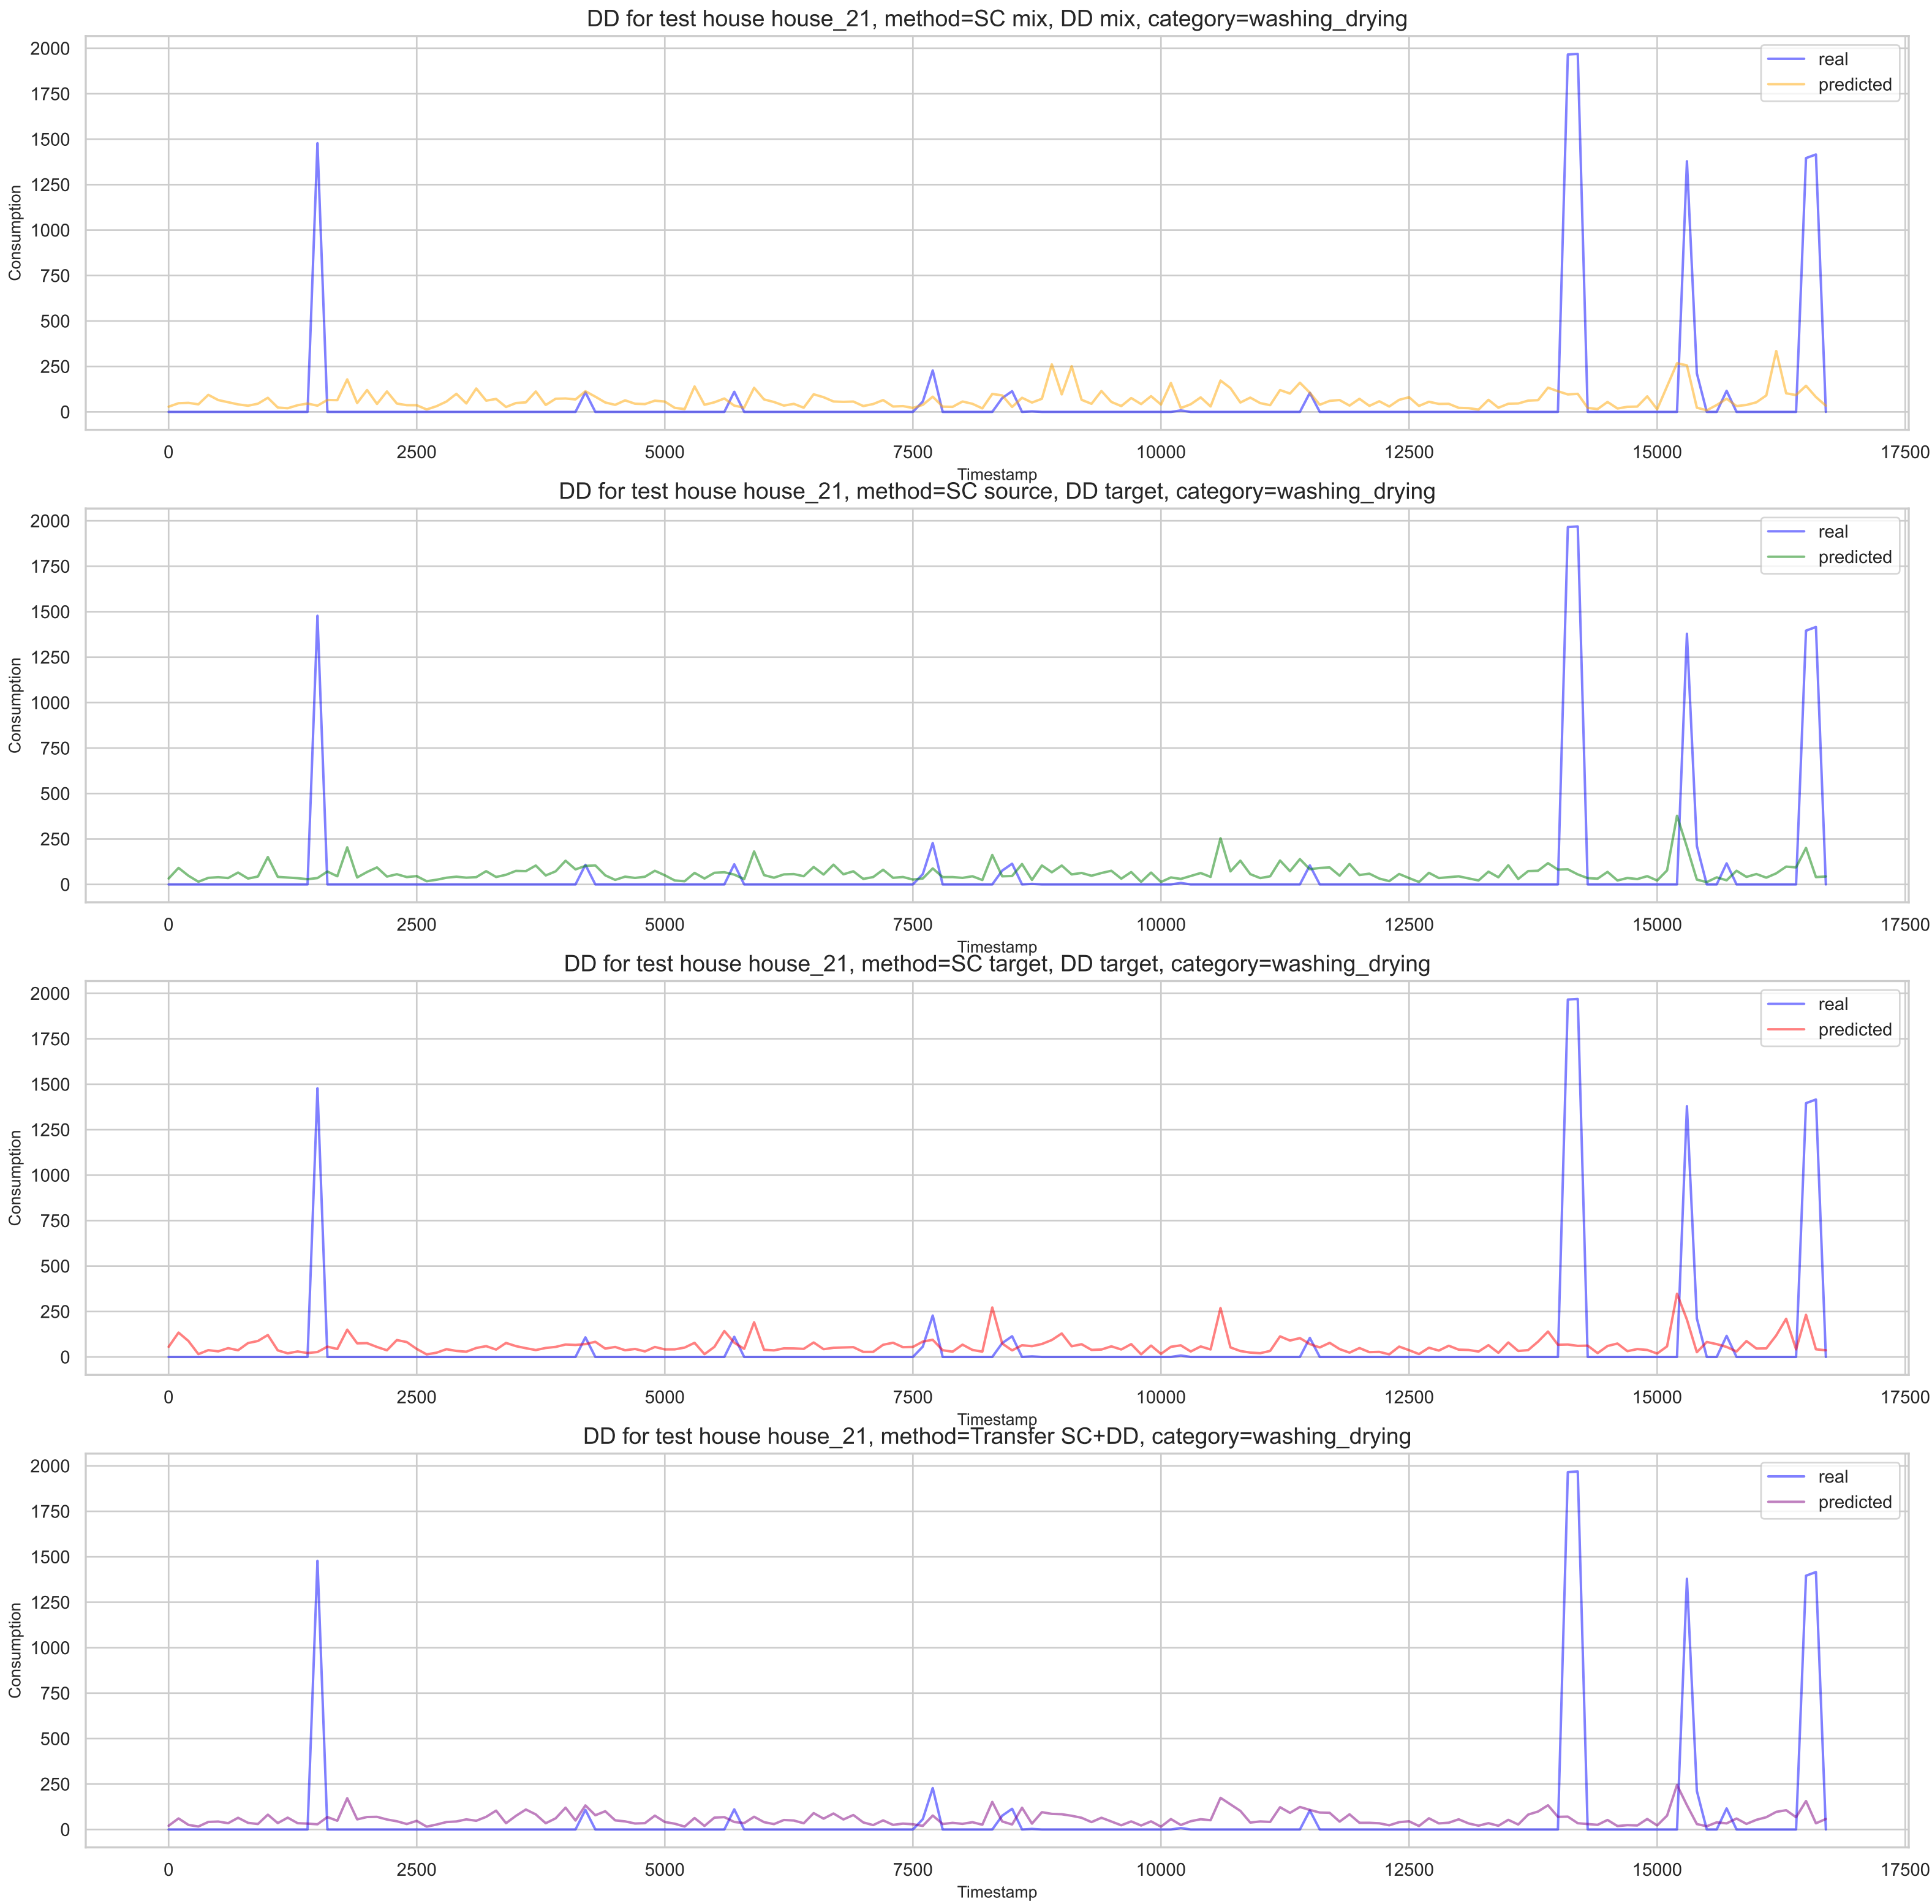 DD for test house house_21, method=SC mix, DD mix, category=washing_drying
real
predicted
2000
1750
1500
1250
1000
750
500
250
0
Consumption
0 2500 5000 7500 10000 12500 15000 17500
Timestamp
DD for test house house_21, method=SC source, DD target, category=washing_drying
real
predicted
2000
1750
1500
1250
1000
750
500
250
0
Consumption
0 2500 5000 7500 10000 12500 15000 17500
Timestamp
DD for test house house_21, method=SC target, DD target, category=washing_drying
real
predicted
2000
1750
1500
1250
1000
750
500
250
0
Consumption
0 2500 5000 7500 10000 12500 15000 17500
Timestamp
DD for test house house_21, method=Transfer SC+DD, category=washing_drying
real
predicted
2000
1750
1500
1250
1000
750
500
250
0
Consumption
0 2500 5000 7500 10000 12500 15000 17500
Timestamp